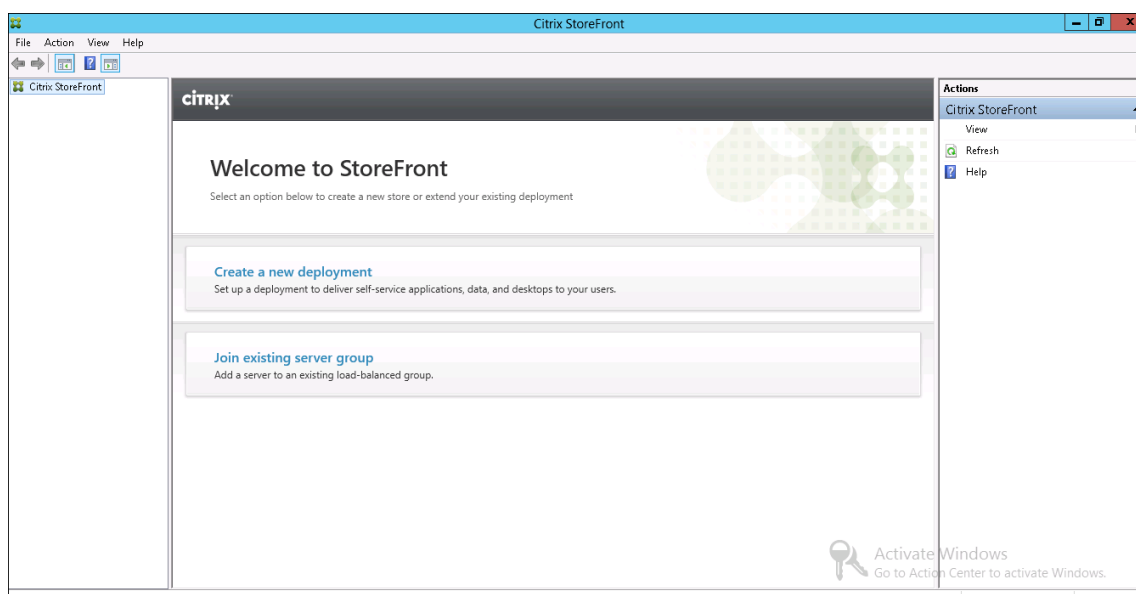 Citrix StoreFront
File Action View Help
Citrix StoreFront
CITRIX
Welcome to StoreFront
Select an option below to create a new store or extend your existing deployment
Create a new deployment
Set up a deployment to deliver self-service applications, data, and desktops to your users.
Join existing server group
Add a server to an existing load-balanced group.
Actions
Citrix StoreFront
View
Refresh
Help
Activate Windows
Go to Action Center to activate Windows.